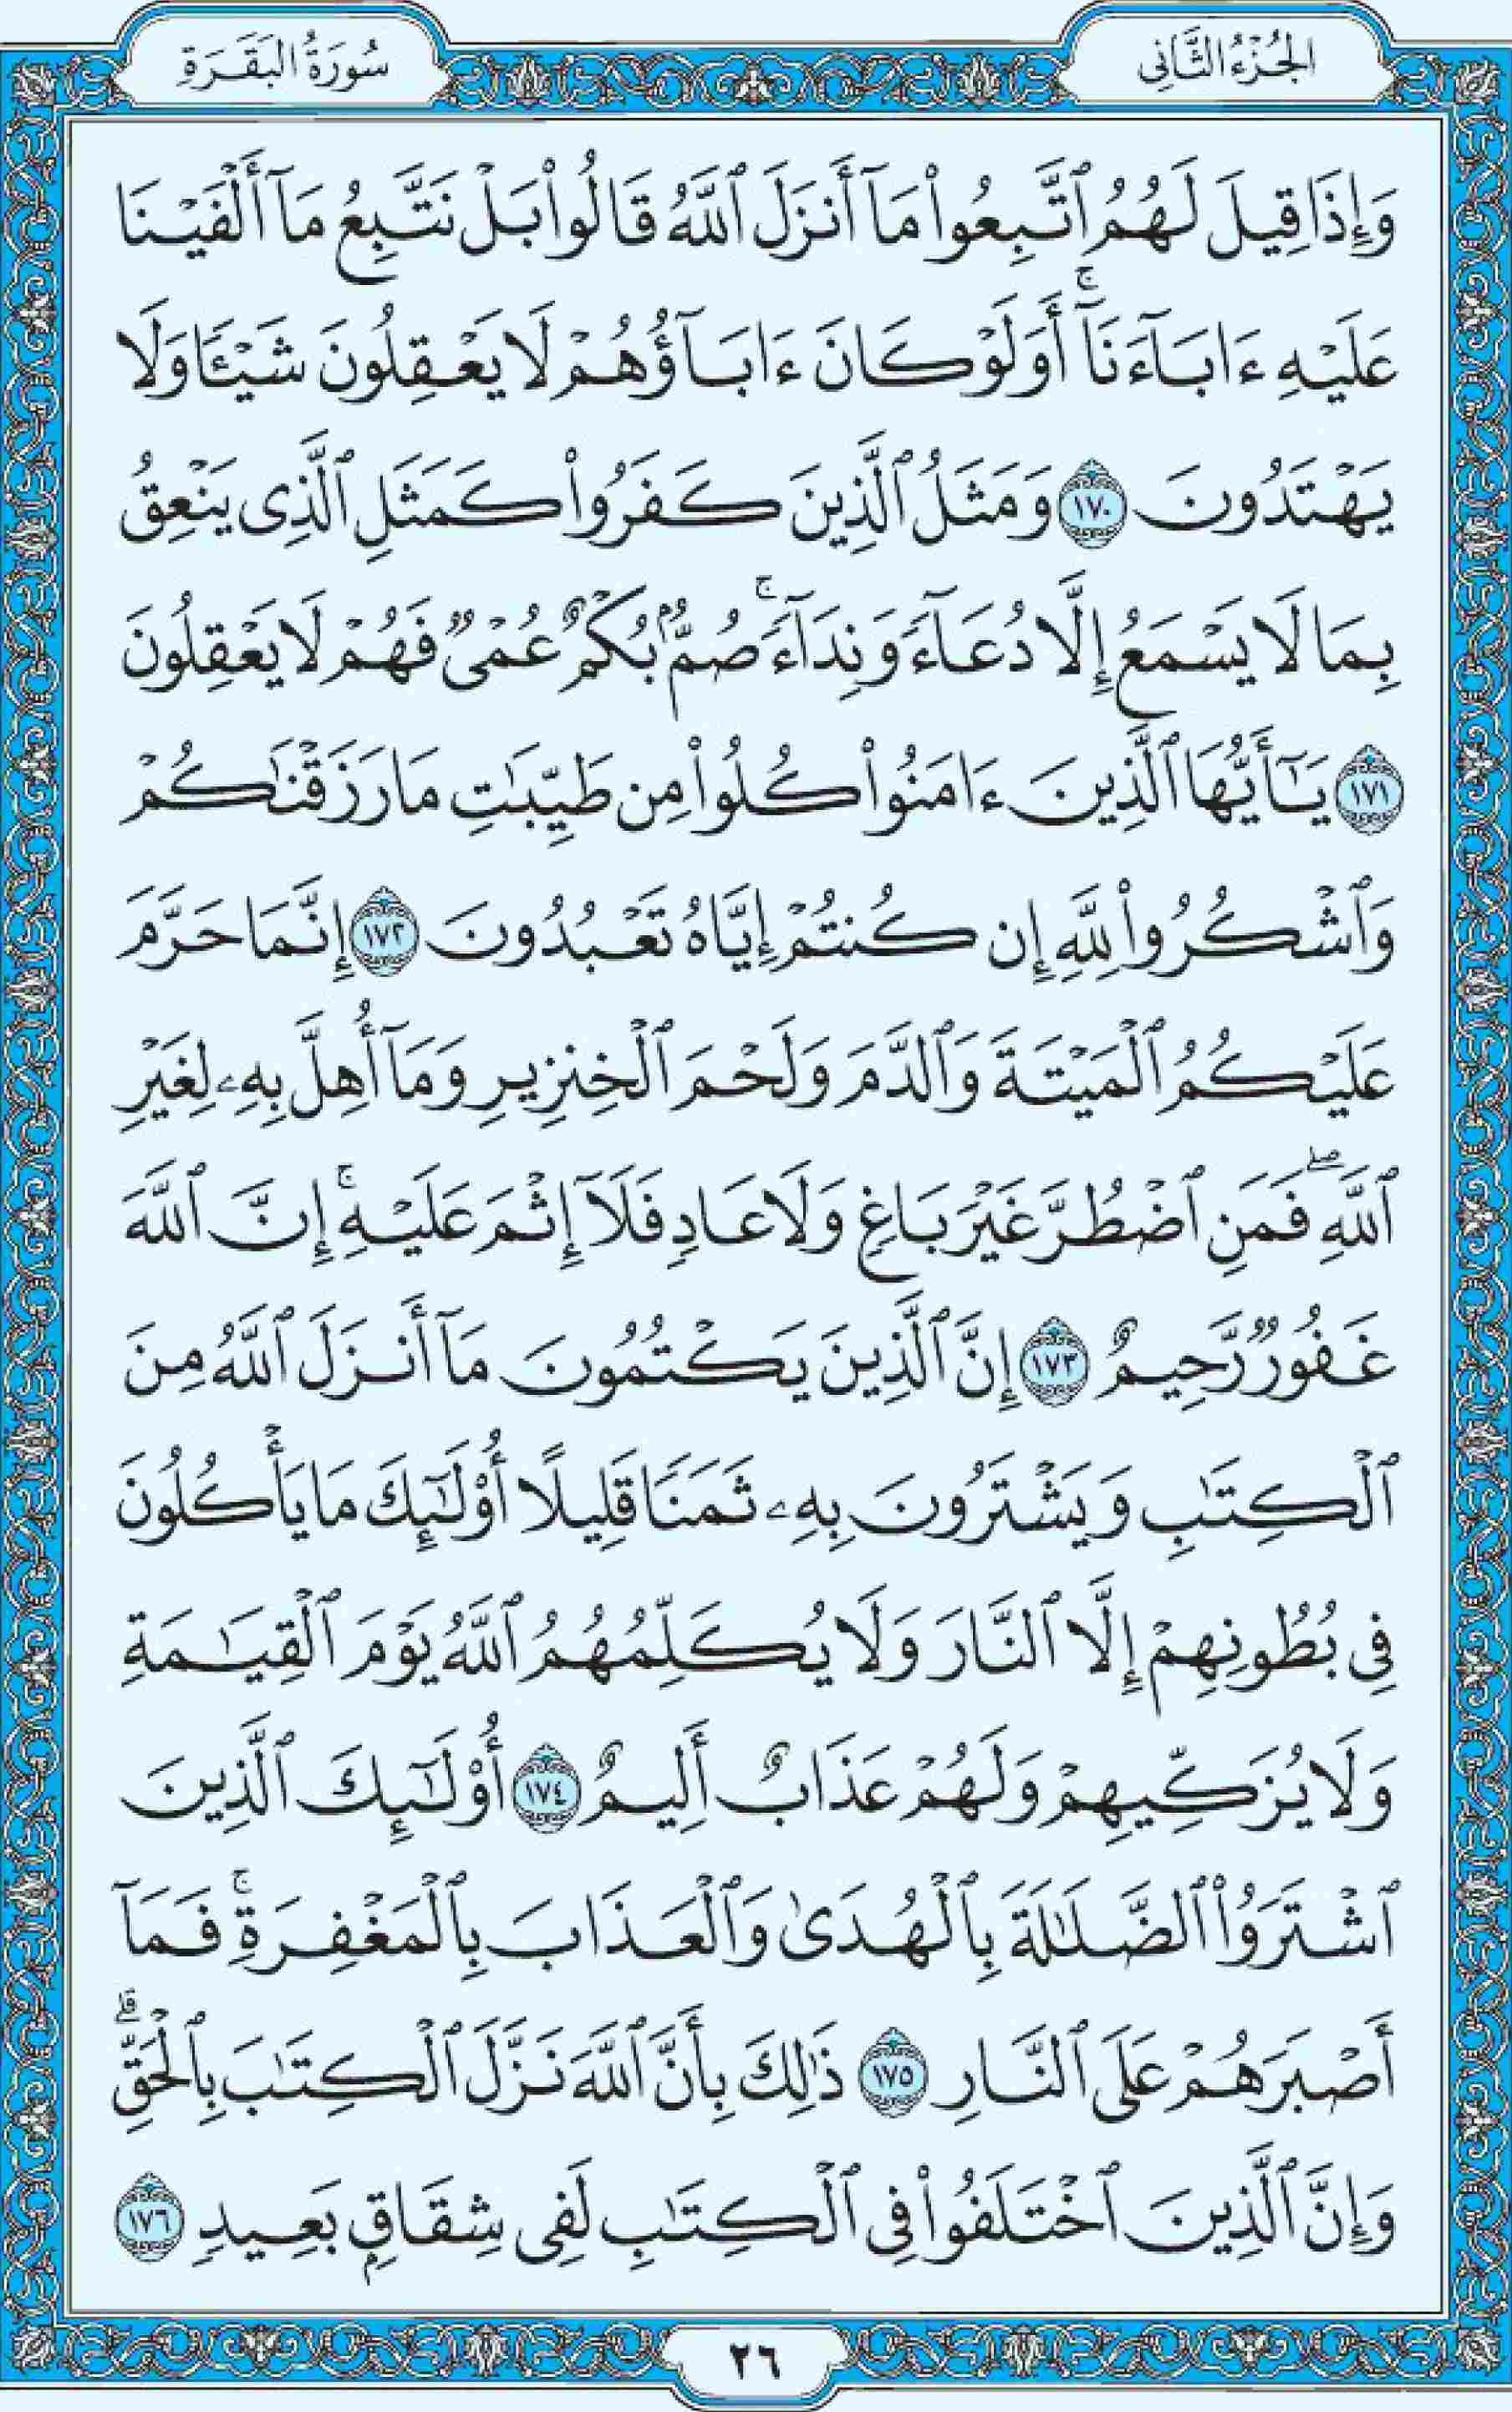 الجُزْءُ الثَّانِي
سُورَةُ البَقَرَةِ
وَإِذَا قِيلَ لَهُمُ ٱتَّبِعُوا۟ مَآ أَنزَلَ ٱللَّهُ قَالُوا۟ بَلْ نَتَّبِعُ مَآ أَلْفَيْنَا
عَلَيْهِ ءَابَآءَنَآ ۚ أَوَلَوْ كَانَ ءَابَآؤُهُمْ لَا يَعْقِلُونَ شَيْـًٔا وَلَا
يَهْتَدُونَ ١٧٠ وَمَثَلُ ٱلَّذِينَ كَفَرُوا۟ كَمَثَلِ ٱلَّذِى يَنْعِقُ
بِمَا لَا يَسْمَعُ إِلَّا دُعَآءً وَنِدَآءً ۚ صُمٌّۢ بُكْمٌ عُمْىٌ فَهُمْ لَا يَعْقِلُونَ
١٧١ يَـٰٓأَيُّهَا ٱلَّذِينَ ءَامَنُوا۟ كُلُوا۟ مِن طَيِّبَـٰتِ مَا رَزَقْنَـٰكُمْ
وَٱشْكُرُوا۟ لِلَّهِ إِن كُنتُمْ إِيَّاهُ تَعْبُدُونَ ١٧٢ إِنَّمَا حَرَّمَ
عَلَيْكُمُ ٱلْمَيْتَةَ وَٱلدَّمَ وَلَحْمَ ٱلْخِنزِيرِ وَمَآ أُهِلَّ بِهِۦ لِغَيْرِ
ٱللَّهِ ۖ فَمَنِ ٱضْطُرَّ غَيْرَ بَاغٍ وَلَا عَادٍ فَلَآ إِثْمَ عَلَيْهِ ۚ إِنَّ ٱللَّهَ
غَفُورٌ رَّحِيمٌ ١٧٣ إِنَّ ٱلَّذِينَ يَكْتُمُونَ مَآ أَنزَلَ ٱللَّهُ مِنَ
ٱلْكِتَـٰبِ وَيَشْتَرُونَ بِهِۦ ثَمَنًا قَلِيلًا أُو۟لَـٰٓئِكَ مَا يَأْكُلُونَ
فِى بُطُونِهِمْ إِلَّا ٱلنَّارَ وَلَا يُكَلِّمُهُمُ ٱللَّهُ يَوْمَ ٱلْقِيَـٰمَةِ
وَلَا يُزَكِّيهِمْ وَلَهُمْ عَذَابٌ أَلِيمٌ ١٧٤ أُو۟لَـٰٓئِكَ ٱلَّذِينَ
ٱشْتَرَوُا۟ ٱلضَّلَـٰلَةَ بِٱلْهُدَىٰ وَٱلْعَذَابَ بِٱلْمَغْفِرَةِ ۚ فَمَآ
أَصْبَرَهُمْ عَلَى ٱلنَّارِ ١٧٥ ذَٰلِكَ بِأَنَّ ٱللَّهَ نَزَّلَ ٱلْكِتَـٰبَ بِٱلْحَقِّ ۗ
وَإِنَّ ٱلَّذِينَ ٱخْتَلَفُوا۟ فِى ٱلْكِتَـٰبِ لَفِى شِقَاقٍۭ بَعِيدٍ ١٧٦
٢٦